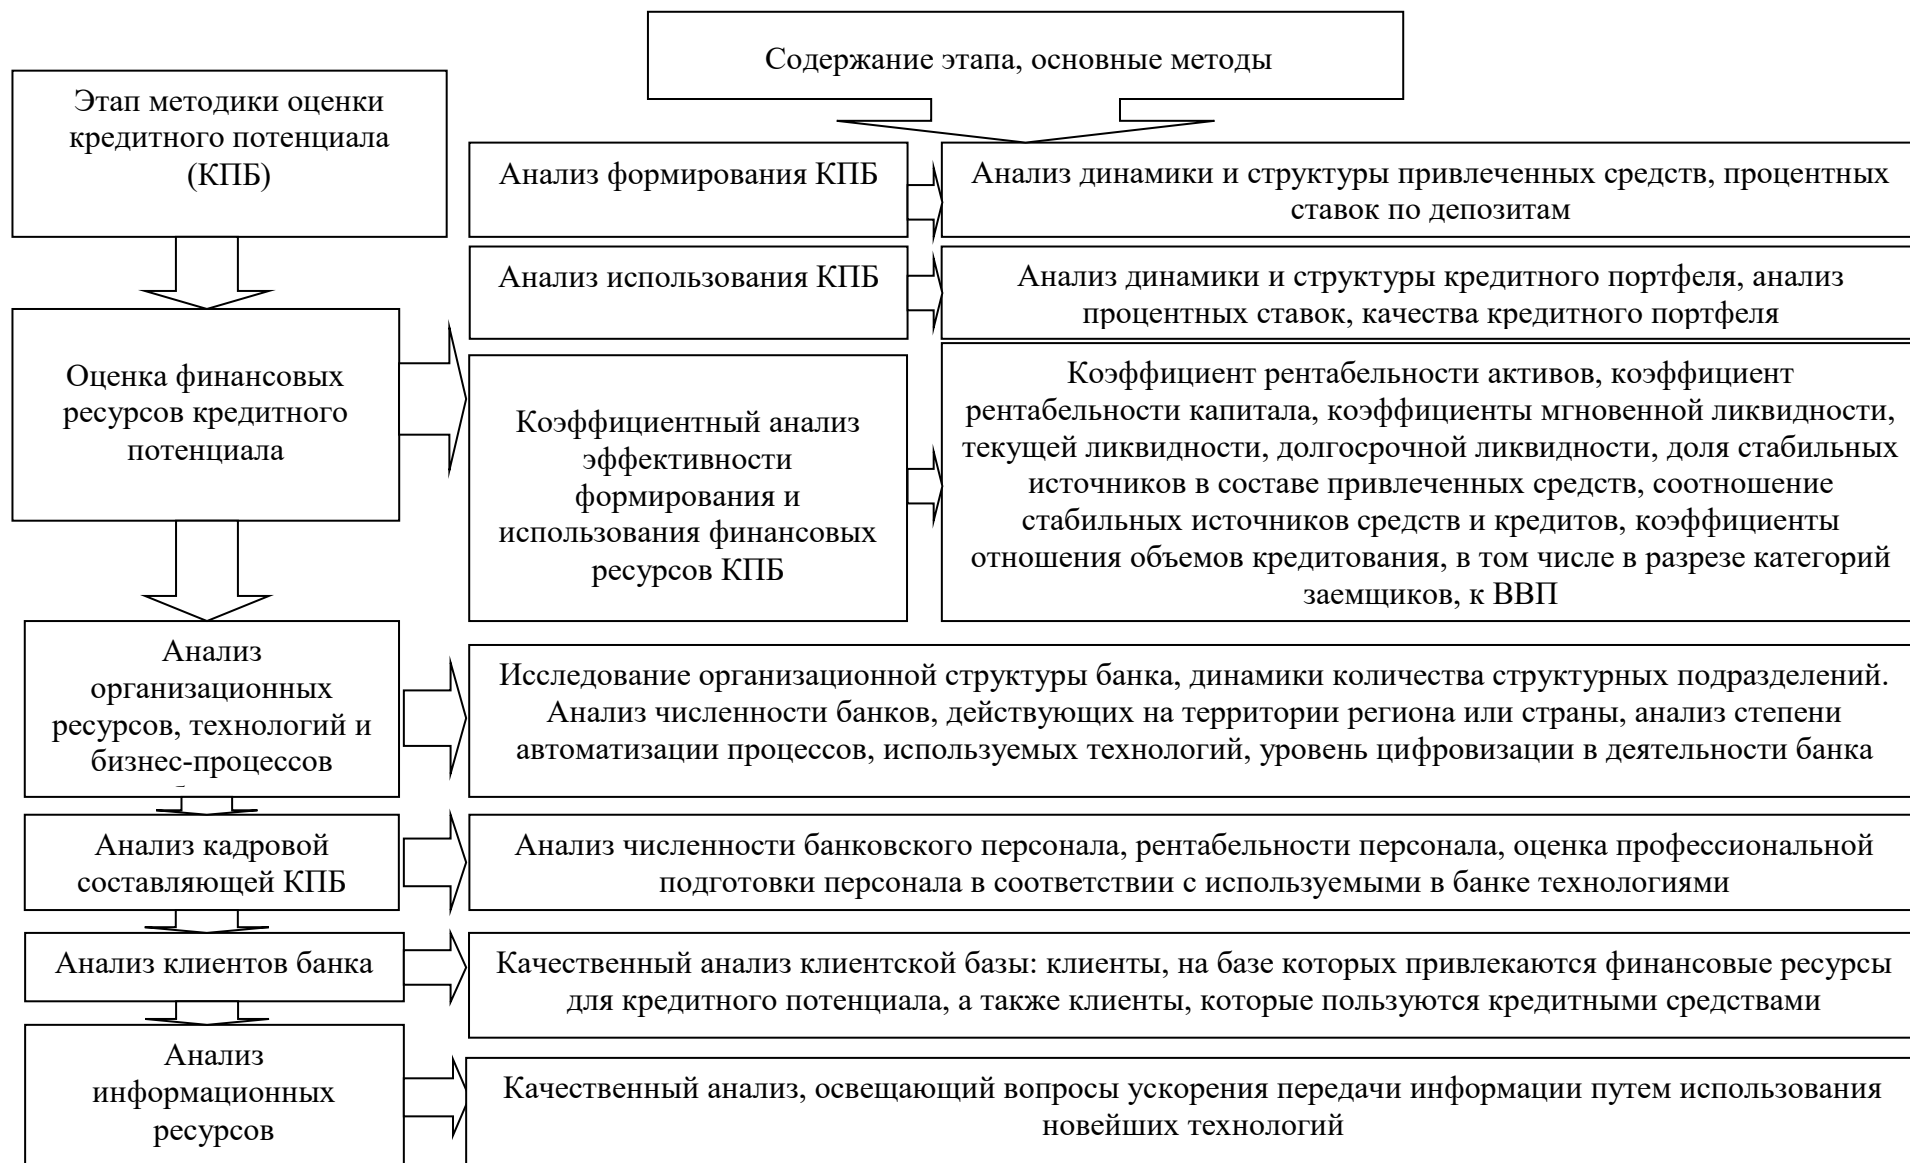 Содержание этапа, основные методы
Этап методики оценки
кредитного потенциала
(КПБ)
Анализ формирования КПБ
Анализ динамики и структуры привлеченных средств, процентных
ставок по депозитам
Анализ использования КПБ
Анализ динамики и структуры кредитного портфеля, анализ
процентных ставок, качества кредитного портфеля
Оценка финансовых
ресурсов кредитного
потенциала
Коэффициентный анализ
эффективности
формирования и
использования финансовых
ресурсов КПБ
Коэффициент рентабельности активов, коэффициент
рентабельности капитала, коэффициенты мгновенной ликвидности,
текущей ликвидности, долгосрочной ликвидности, доля стабильных
источников в составе привлеченных средств, соотношение
стабильных источников средств и кредитов, коэффициенты
отношения объемов кредитования, в том числе в разрезе категорий
заемщиков, к ВВП
Анализ
организационных
ресурсов, технологий и
бизнес-процессов
Исследование организационной структуры банка, динамики количества структурных подразделений.
Анализ численности банков, действующих на территории региона или страны, анализ степени
автоматизации процессов, используемых технологий, уровень цифровизации в деятельности банка
Анализ кадровой
составляющей КПБ
Анализ численности банковского персонала, рентабельности персонала, оценка профессиональной
подготовки персонала в соответствии с используемыми в банке технологиями
Анализ клиентов банка
Качественный анализ клиентской базы: клиенты, на базе которых привлекаются финансовые ресурсы
для кредитного потенциала, а также клиенты, которые пользуются кредитными средствами
Анализ
информационных
ресурсов
Качественный анализ, освещающий вопросы ускорения передачи информации путем использования
новейших технологий